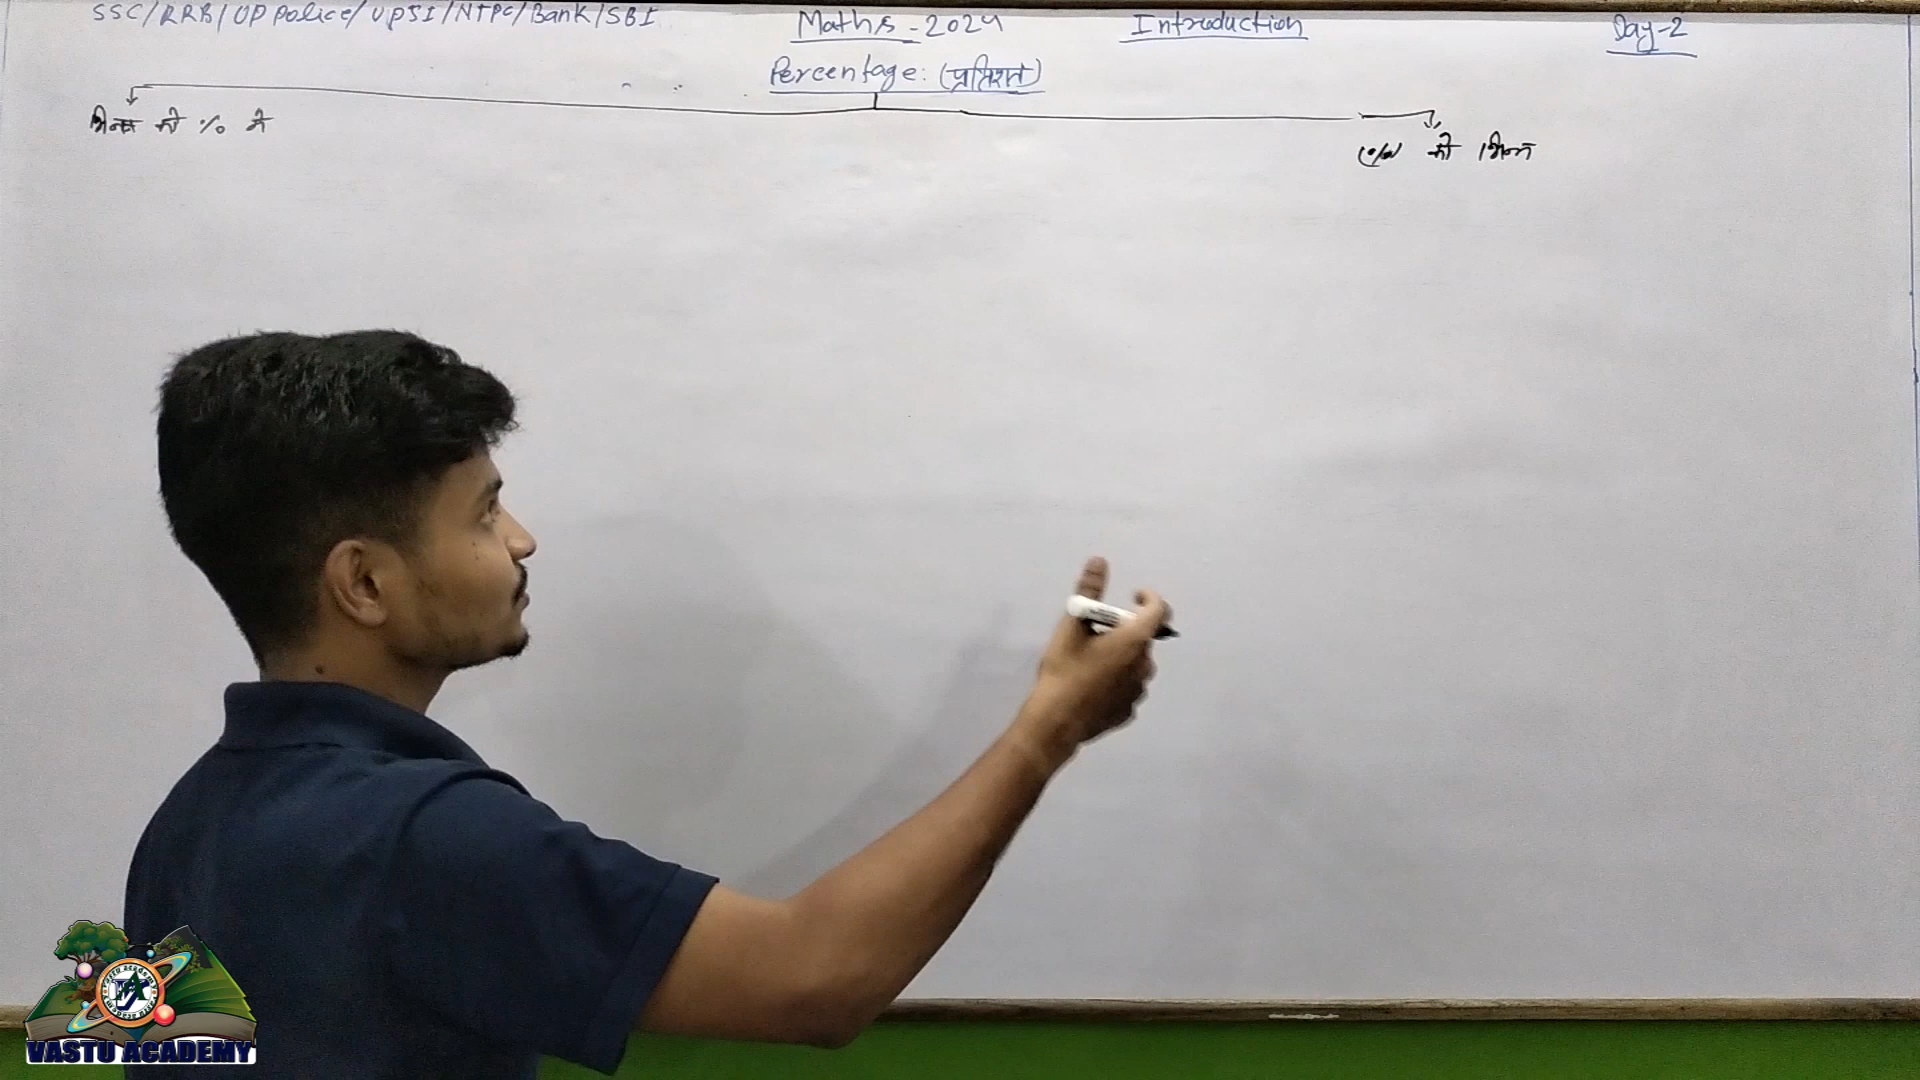 SSC/RRB/UP Police/UPSI/NTPC/Bank/SBI Maths-2024 Introduction Day-2
Percentage: (प्रतिशत)
भिन्न को % में
को भिन्न
VASTU ACADEMY